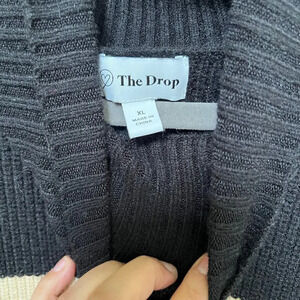 The Drop
XL
MADE IN
CHINA